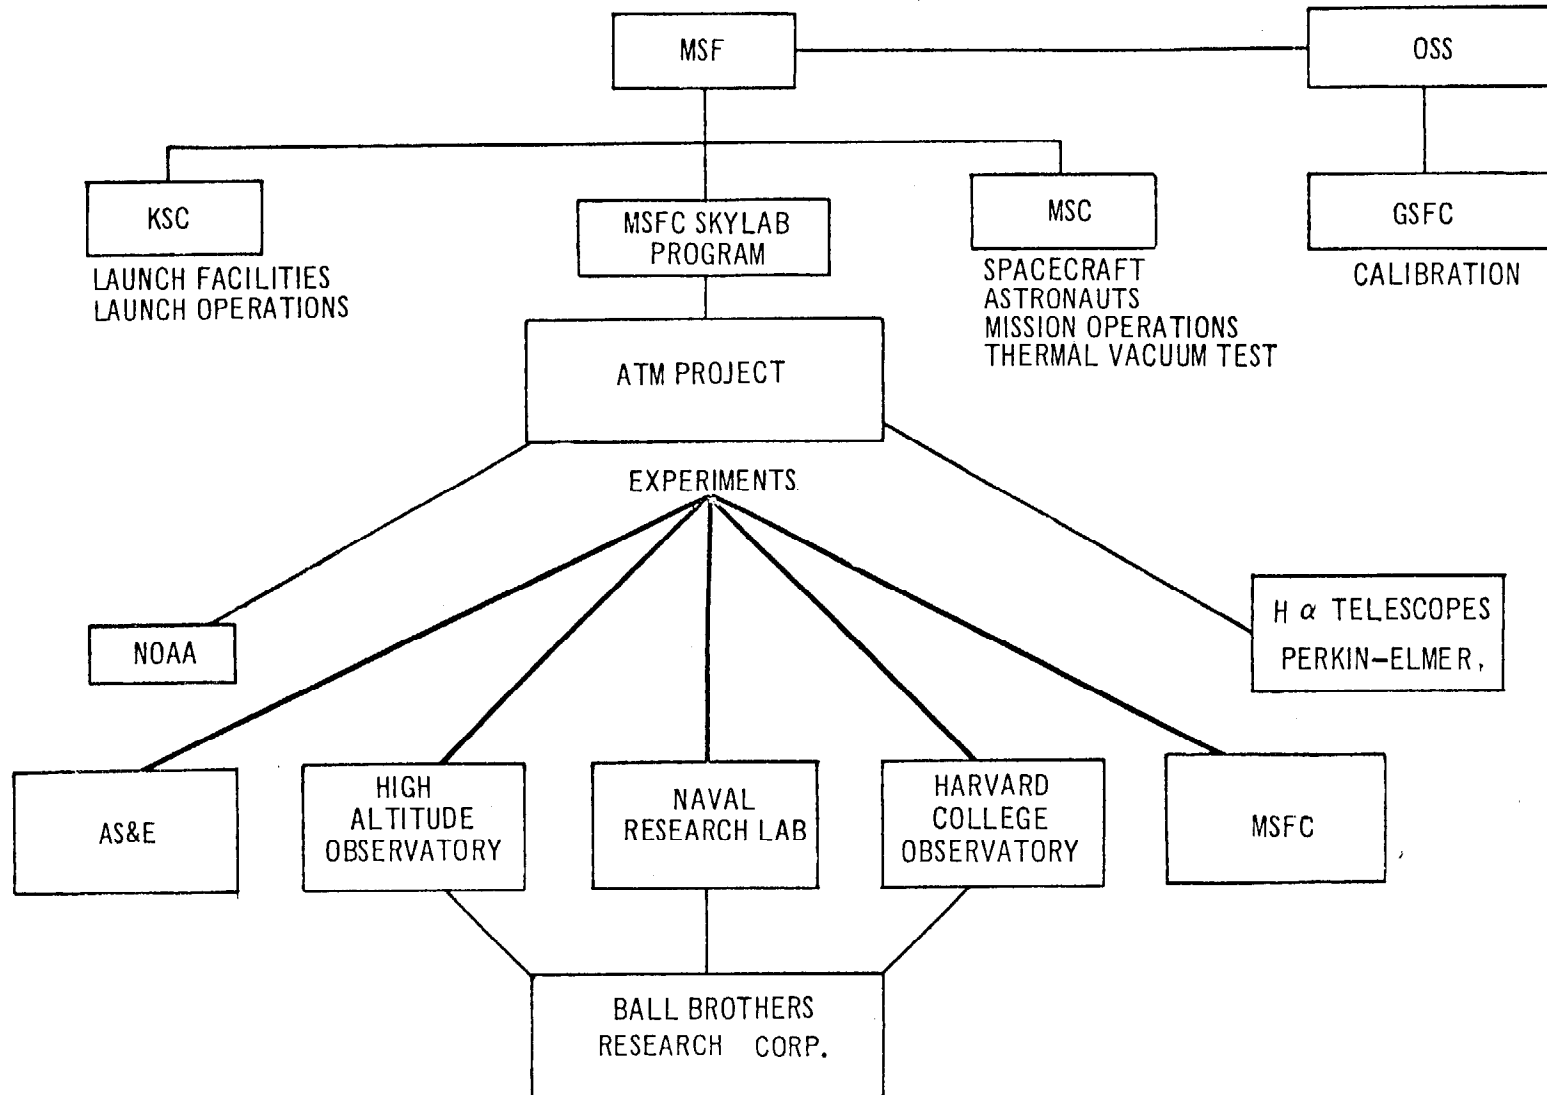 MSF
OSS
KSC
LAUNCH FACILITIES
LAUNCH OPERATIONS
MSFC SKYLAB
PROGRAM
MSC
SPACECRAFT
ASTRONAUTS
MISSION OPERATIONS
THERMAL VACUUM TEST
GSFC
CALIBRATION
ATM PROJECT
EXPERIMENTS
NOAA
H α TELESCOPES
PERKIN-ELMER,
AS&E
HIGH
ALTITUDE
OBSERVATORY
NAVAL
RESEARCH LAB
HARVARD
COLLEGE
OBSERVATORY
MSFC
BALL BROTHERS
RESEARCH CORP.